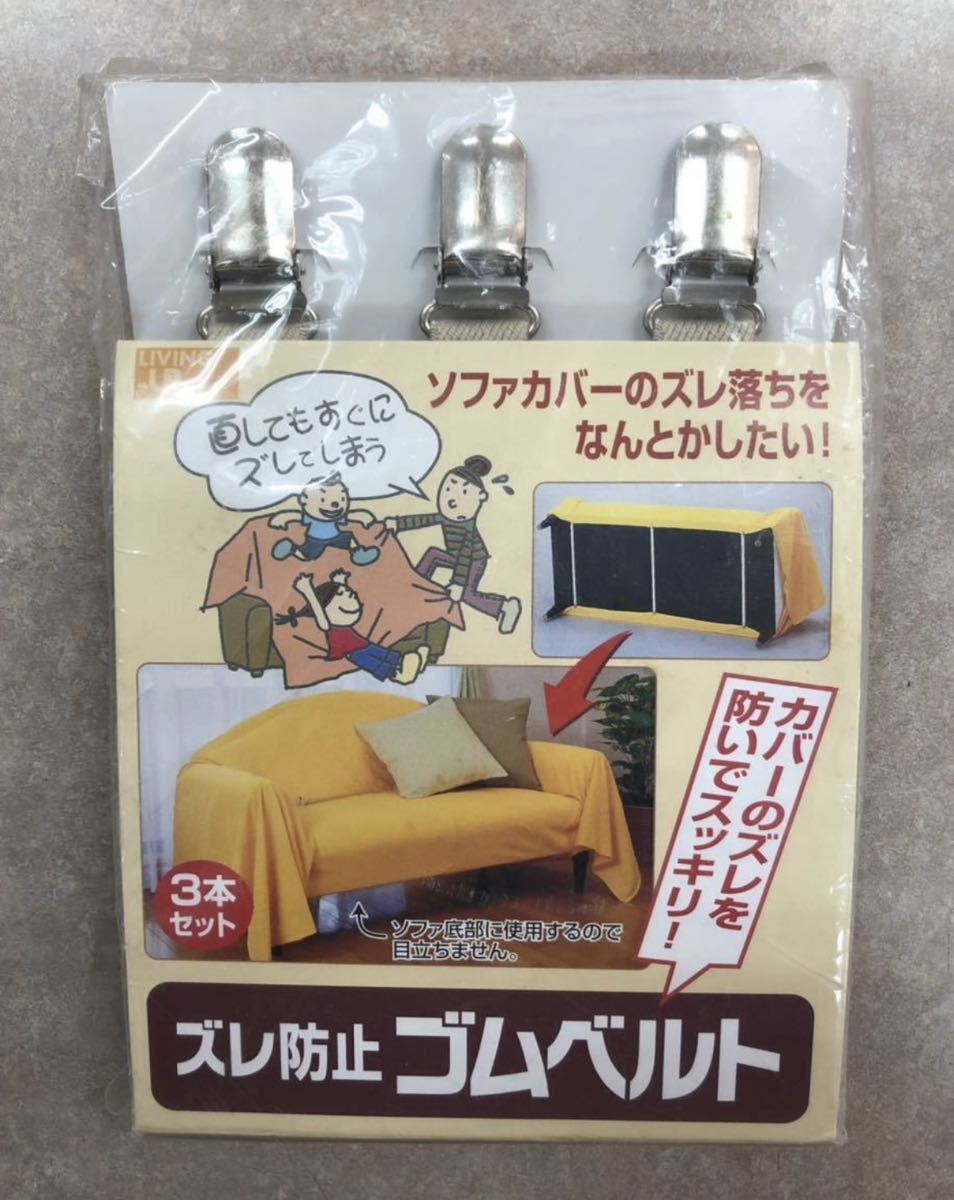 LIVING
ソファカバーのズレ落ちを
なんとかしたい!
直してもすぐに
ズレてしまう
カバーのズレを
防いでスッキリ!
3本
セット
ソファ底部に使用するので
目立ちません。
ズレ防止 ゴムベルト